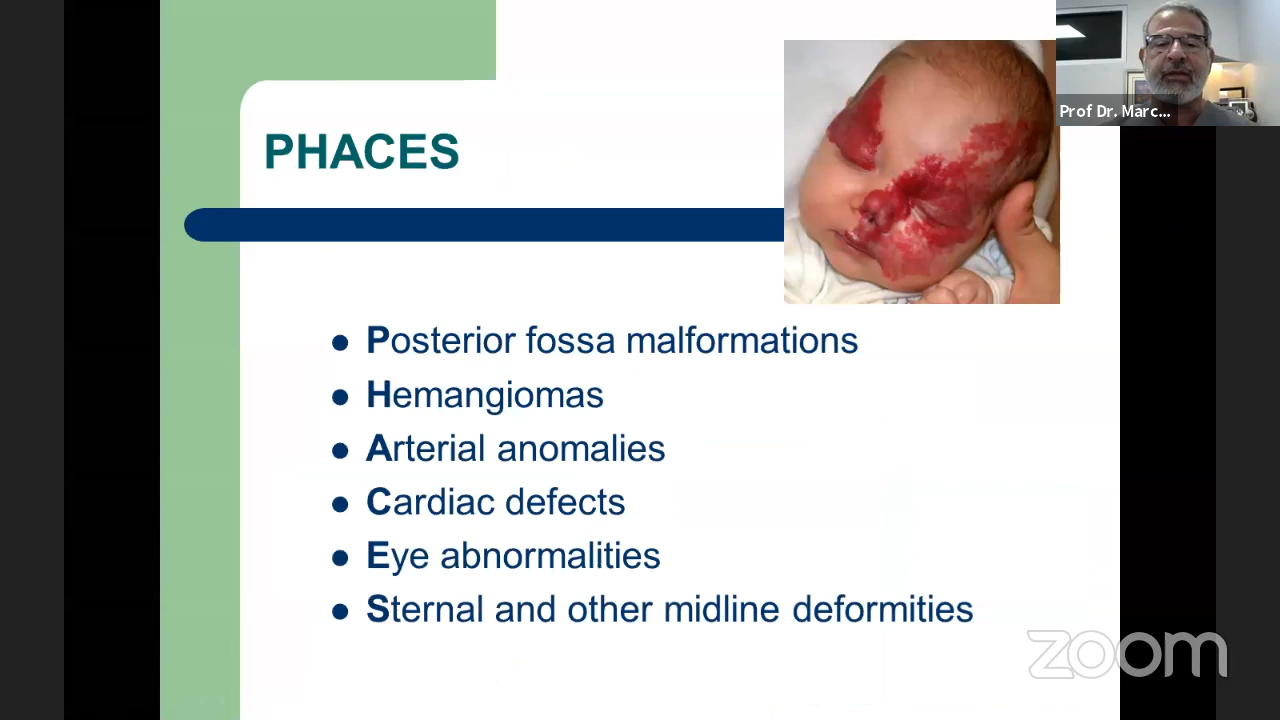 Prof Dr. Marc...
PHACES
Posterior fossa malformations
Hemangiomas
Arterial anomalies
Cardiac defects
Eye abnormalities
Sternal and other midline deformities
zoom